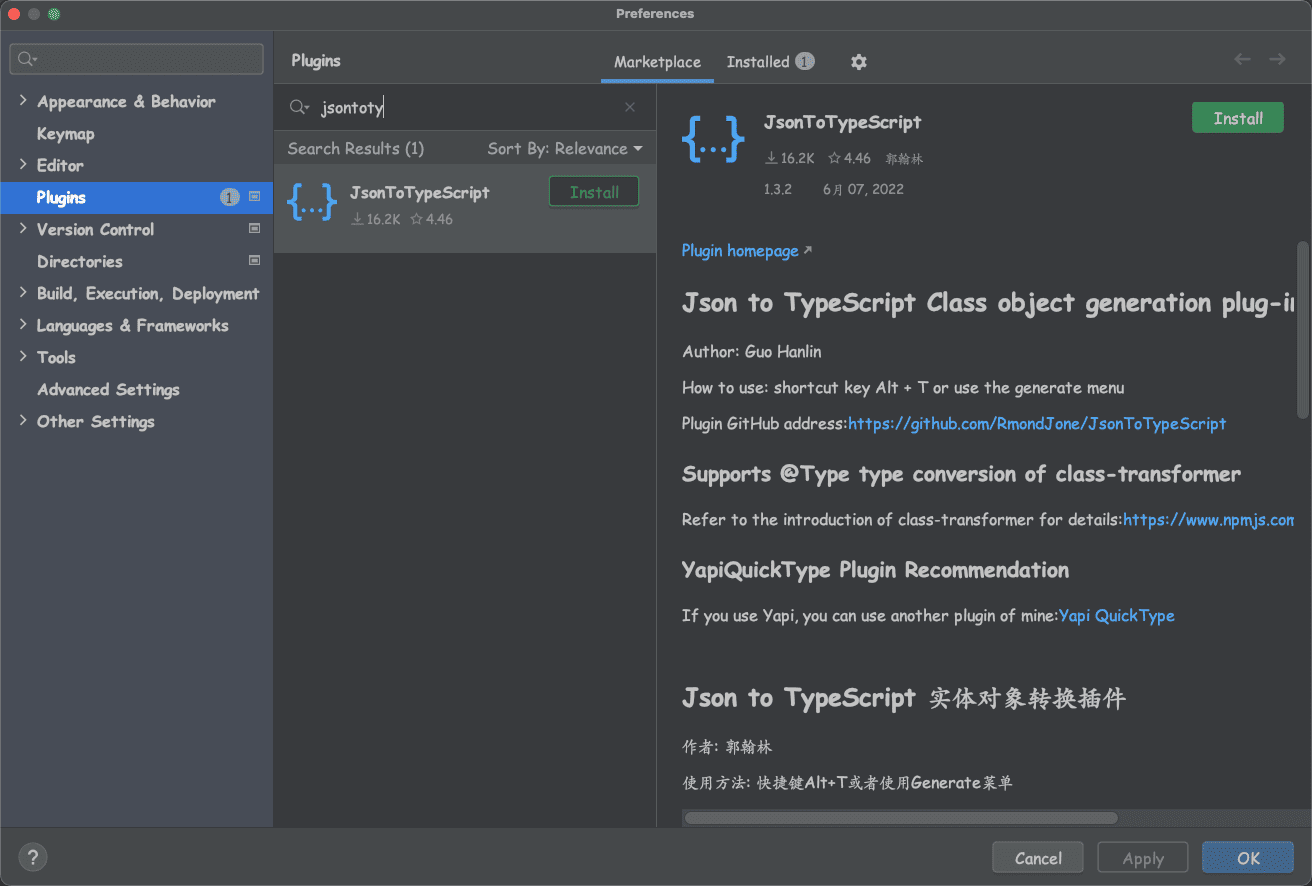 Preferences
Appearance & Behavior
Keymap
Editor
Plugins 1
Version Control
Directories
Build, Execution, Deployment
Languages & Frameworks
Tools
Advanced Settings
Other Settings
?
Plugins
Marketplace
Installed 1
jsontoty
Search Results (1)
Sort By: Relevance
{...}
JsonToTypeScript
Install
16.2K 4.46
{...}
JsonToTypeScript
Install
16.2K 4.46 郭翰林
1.3.2 6月 07, 2022
Plugin homepage
Json to TypeScript Class object generation plug-in
Author: Guo Hanlin
How to use: shortcut key Alt + T or use the generate menu
Plugin GitHub address:https://github.com/RmondJone/JsonToTypeScript
Supports @Type type conversion of class-transformer
Refer to the introduction of class-transformer for details:https://www.npmjs.com
YapiQuickType Plugin Recommendation
If you use Yapi, you can use another plugin of mine:Yapi QuickType
Json to TypeScript 实体对象转换插件
作者: 郭翰林
使用方法: 快捷键Alt+T或者使用Generate菜单
Cancel
Apply
OK